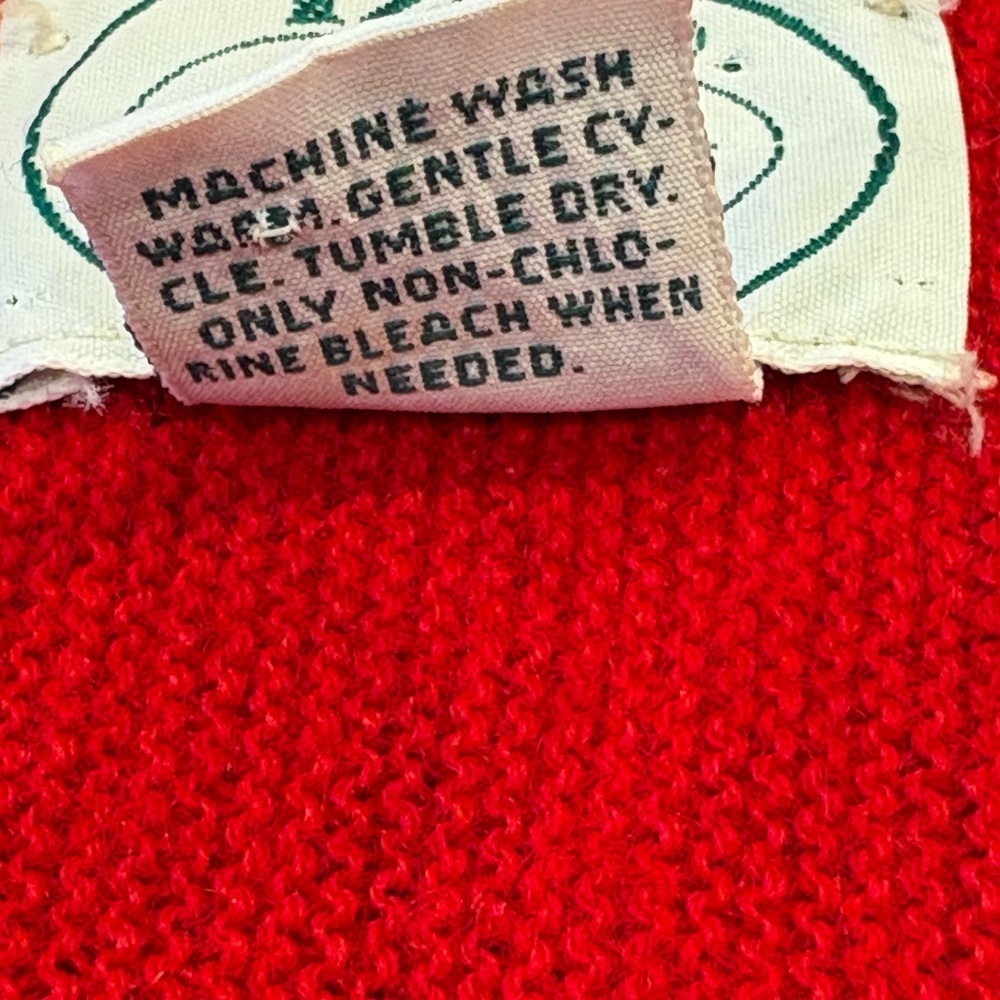 MACHINE WASH
WARM. GENTLE CY-
CLE. TUMBLE DRY.
ONLY NON-CHLO-
RINE BLEACH WHEN
NEEDED.